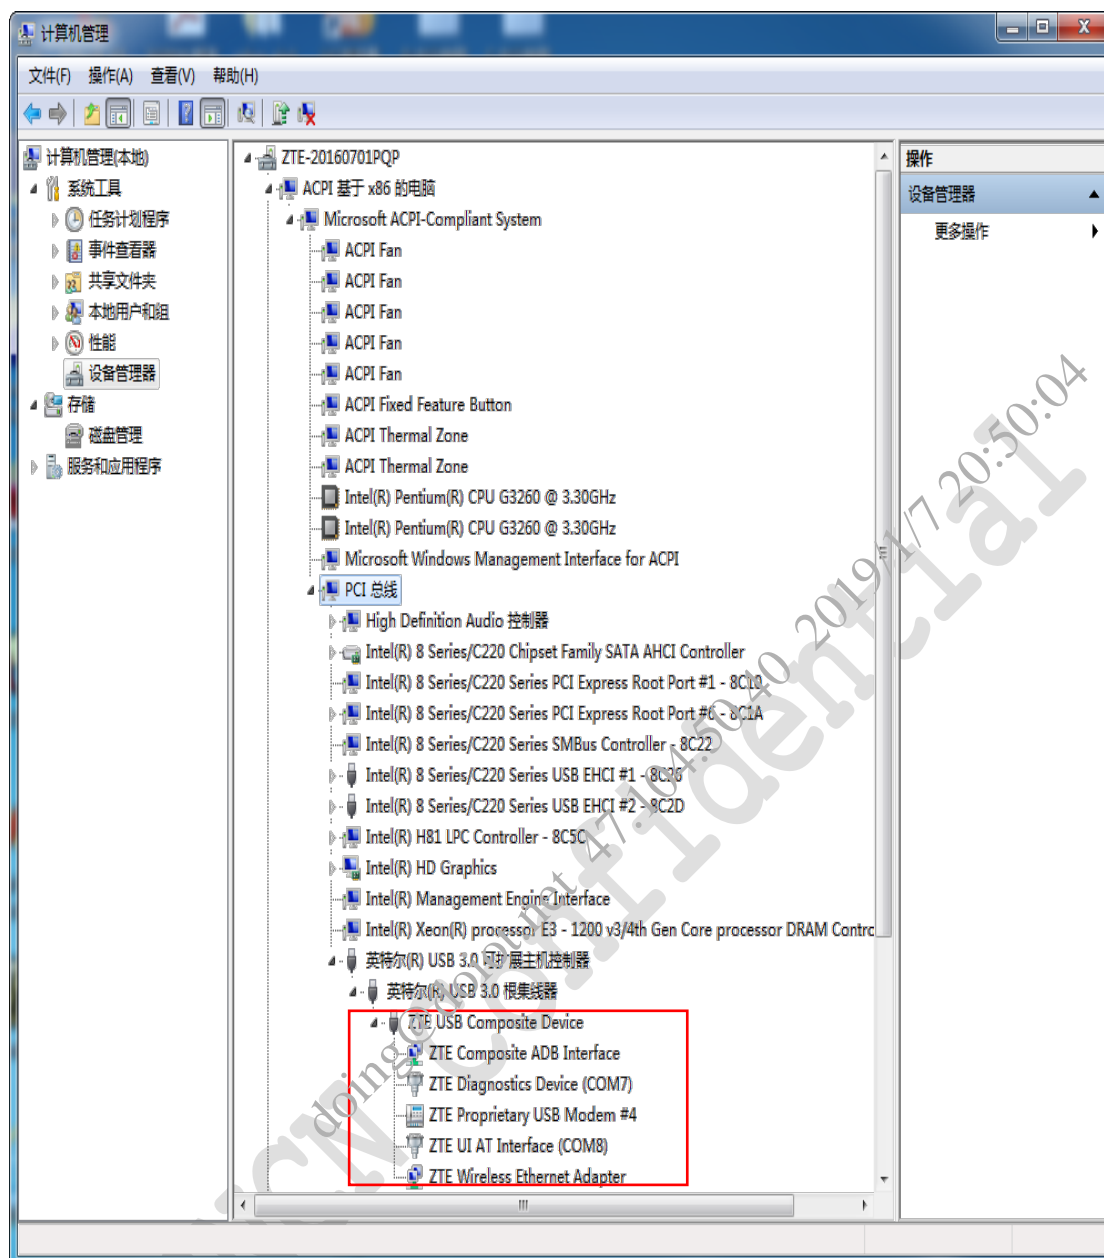 计算机管理
文件(F) 操作(A) 查看(V) 帮助(H)
计算机管理(本地)
系统工具
任务计划程序
事件查看器
共享文件夹
本地用户和组
性能
设备管理器
存储
磁盘管理
服务和应用程序
ZTE-20160701PQP
ACPI 基于 x86 的电脑
Microsoft ACPI-Compliant System
ACPI Fan
ACPI Fan
ACPI Fan
ACPI Fan
ACPI Fan
ACPI Fixed Feature Button
ACPI Thermal Zone
ACPI Thermal Zone
Intel(R) Pentium(R) CPU G3260 @ 3.30GHz
Intel(R) Pentium(R) CPU G3260 @ 3.30GHz
Microsoft Windows Management Interface for ACPI
PCI 总线
High Definition Audio 控制器
Intel(R) 8 Series/C220 Chipset Family SATA AHCI Controller
Intel(R) 8 Series/C220 Series PCI Express Root Port #1 - 8C10
Intel(R) 8 Series/C220 Series PCI Express Root Port #6 - 8C1A
Intel(R) 8 Series/C220 Series SMBus Controller - 8C22
Intel(R) 8 Series/C220 Series USB EHCI #1 - 8C26
Intel(R) 8 Series/C220 Series USB EHCI #2 - 8C2D
Intel(R) H81 LPC Controller - 8C5C
Intel(R) HD Graphics
Intel(R) Management Engine Interface
Intel(R) Xeon(R) processor E3 - 1200 v3/4th Gen Core processor DRAM Contrc
英特尔(R) USB 3.0 可扩展主机控制器
英特尔(R) USB 3.0 根集线器
ZTE USB Composite Device
ZTE Composite ADB Interface
ZTE Diagnostics Device (COM7)
ZTE Proprietary USB Modem #4
ZTE UI AT Interface (COM8)
ZTE Wireless Ethernet Adapter
操作
设备管理器
更多操作
47.104.50.40 2019/1/7 20:50:04
Confidential